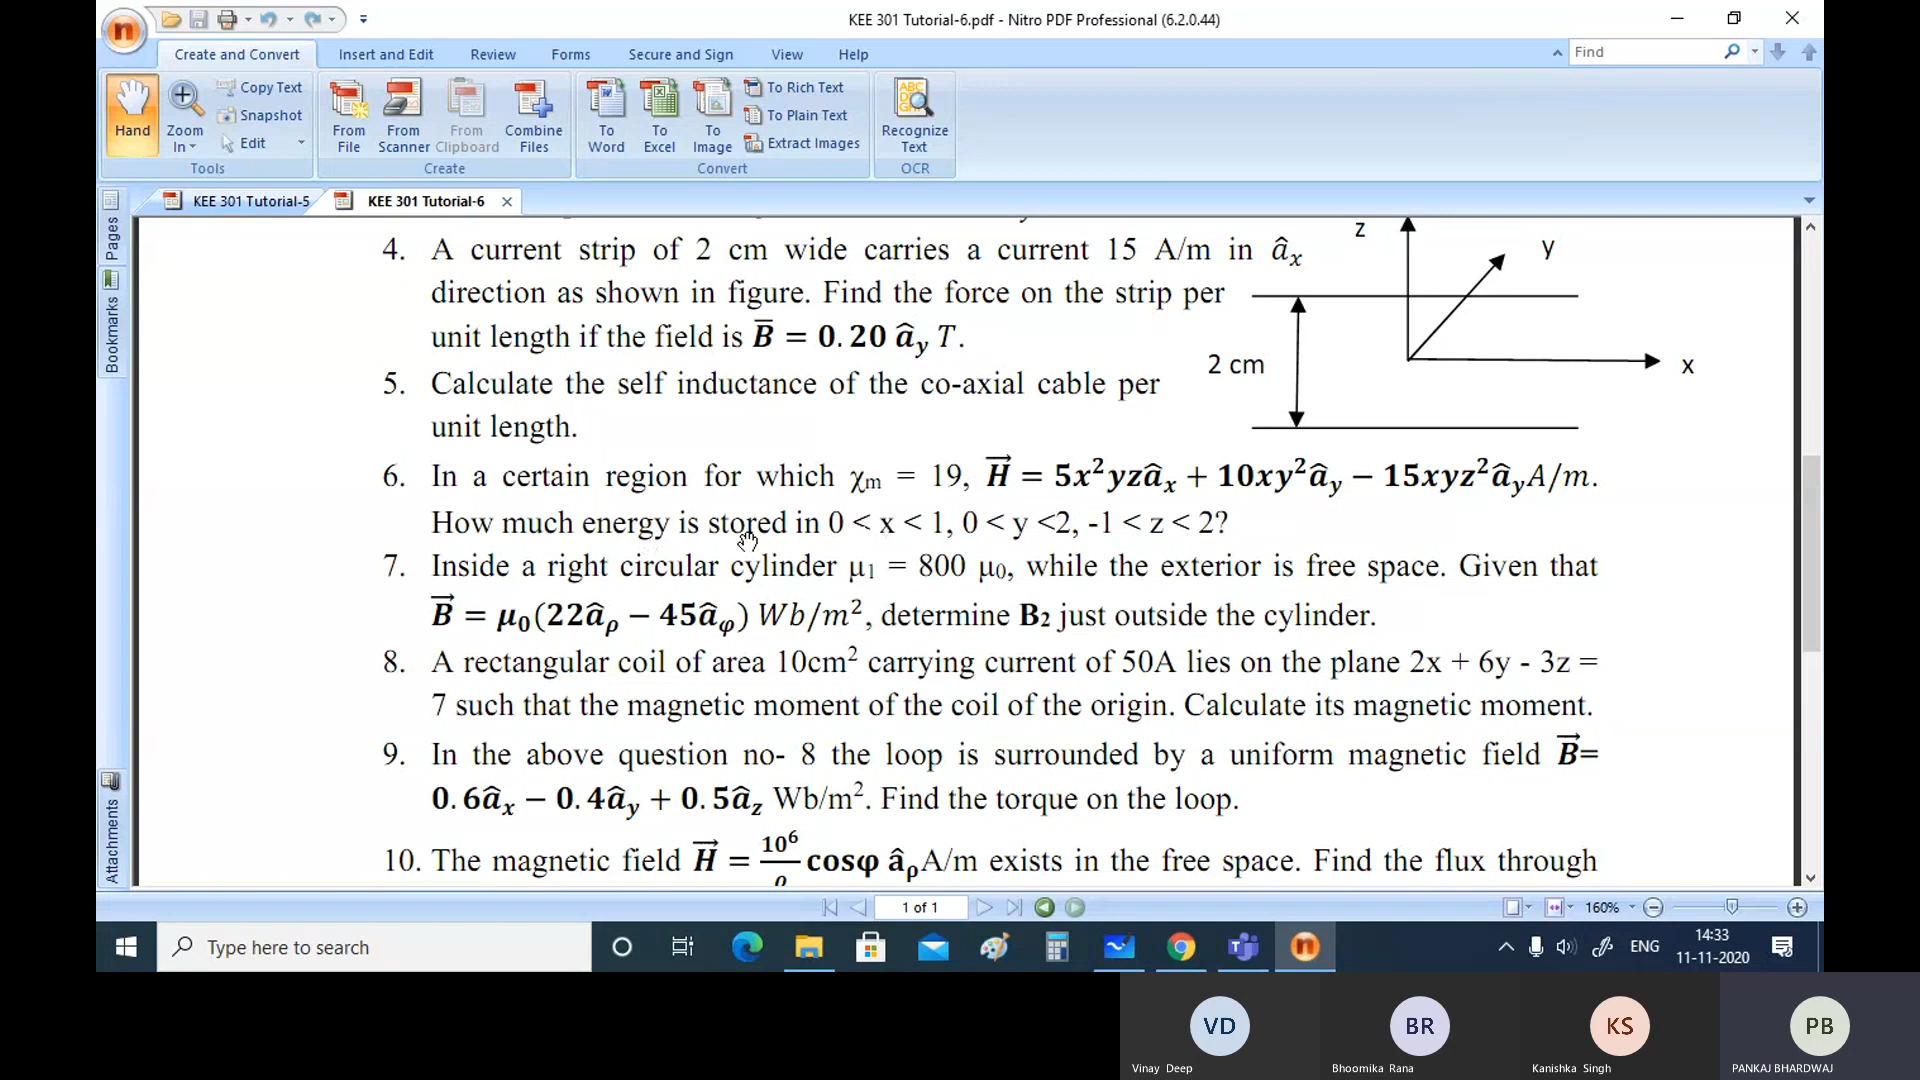 KEE 301 Tutorial-6.pdf - Nitro PDF Professional (6.2.0.44)
Create and Convert Insert and Edit Review Forms Secure and Sign View Help Find
Hand
Zoom In
Copy Text
Snapshot
Edit
Tools
From File
From Scanner
From Clipboard
Combine Files
Create
To Word
To Excel
To Image
To Rich Text
To Plain Text
Extract Images
Convert
Recognize Text
OCR
KEE 301 Tutorial-5 KEE 301 Tutorial-6
Pages
Bookmarks
Attachments
4. A current strip of 2 cm wide carries a current 15 A/m in âₓ
direction as shown in figure. Find the force on the strip per
unit length if the field is B̅ = 0.20 â_y T.
z
y
x
2 cm
5. Calculate the self inductance of the co-axial cable per
unit length.
6. In a certain region for which χm = 19, H⃗ = 5x²yzâₓ + 10xy²â_y − 15xyz²â_y A/m.
How much energy is stored in 0 < x < 1, 0 < y <2, -1 < z < 2?
7. Inside a right circular cylinder μ₁ = 800 μ₀, while the exterior is free space. Given that
B⃗ = μ₀(22â_ρ − 45â_φ) Wb/m², determine B₂ just outside the cylinder.
8. A rectangular coil of area 10cm² carrying current of 50A lies on the plane 2x + 6y - 3z =
7 such that the magnetic moment of the coil of the origin. Calculate its magnetic moment.
9. In the above question no- 8 the loop is surrounded by a uniform magnetic field B⃗=
0.6âₓ − 0.4â_y + 0.5â_z Wb/m². Find the torque on the loop.
10. The magnetic field H⃗ = 10⁶/ρ cosφ â_ρ A/m exists in the free space. Find the flux through
1 of 1
160%
Type here to search
ENG
14:33
11-11-2020
VD BR KS PB
Vinay Deep Bhoomika Rana Kanishka Singh PANKAJ BHARDWAJ